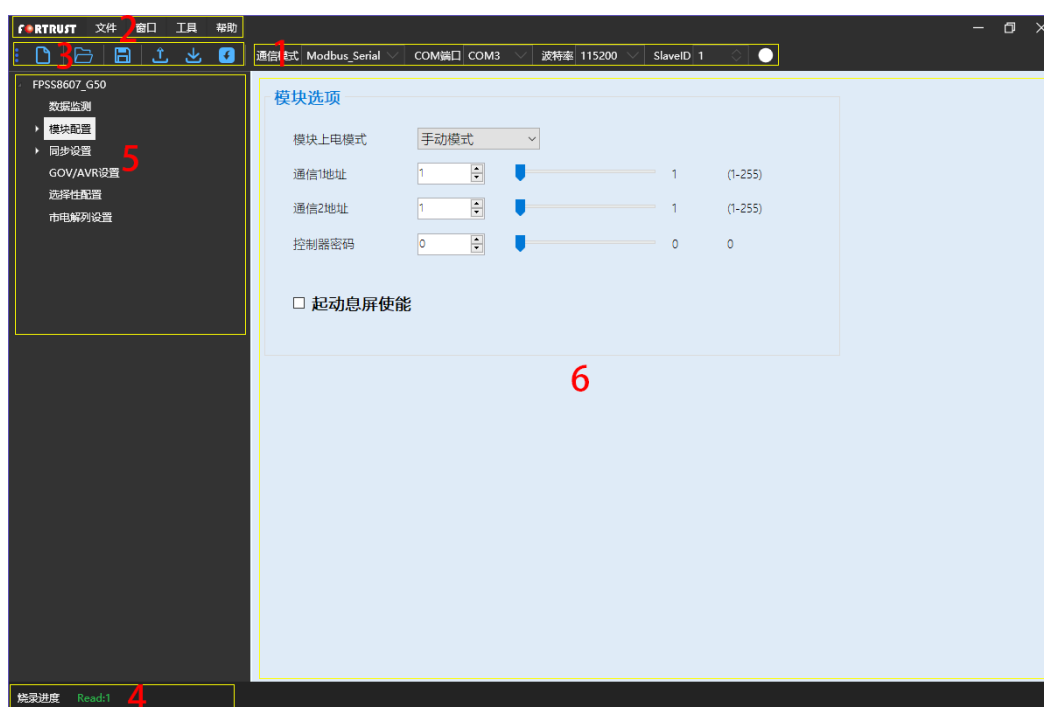 FORTRUST 文件 窗口 工具 帮助
2
3
通信模式 Modbus_Serial COM端口 COM3 波特率 115200 SlaveID 1
1
FPSS8607_G50
数据监测
模块配置
同步设置
5
GOV/AVR设置
选择性配置
市电解列设置
模块选项
模块上电模式 手动模式
通信1地址 1 1 (1-255)
通信2地址 1 1 (1-255)
控制器密码 0 0 0
起动息屏使能
6
烧录进度 Read:1
4